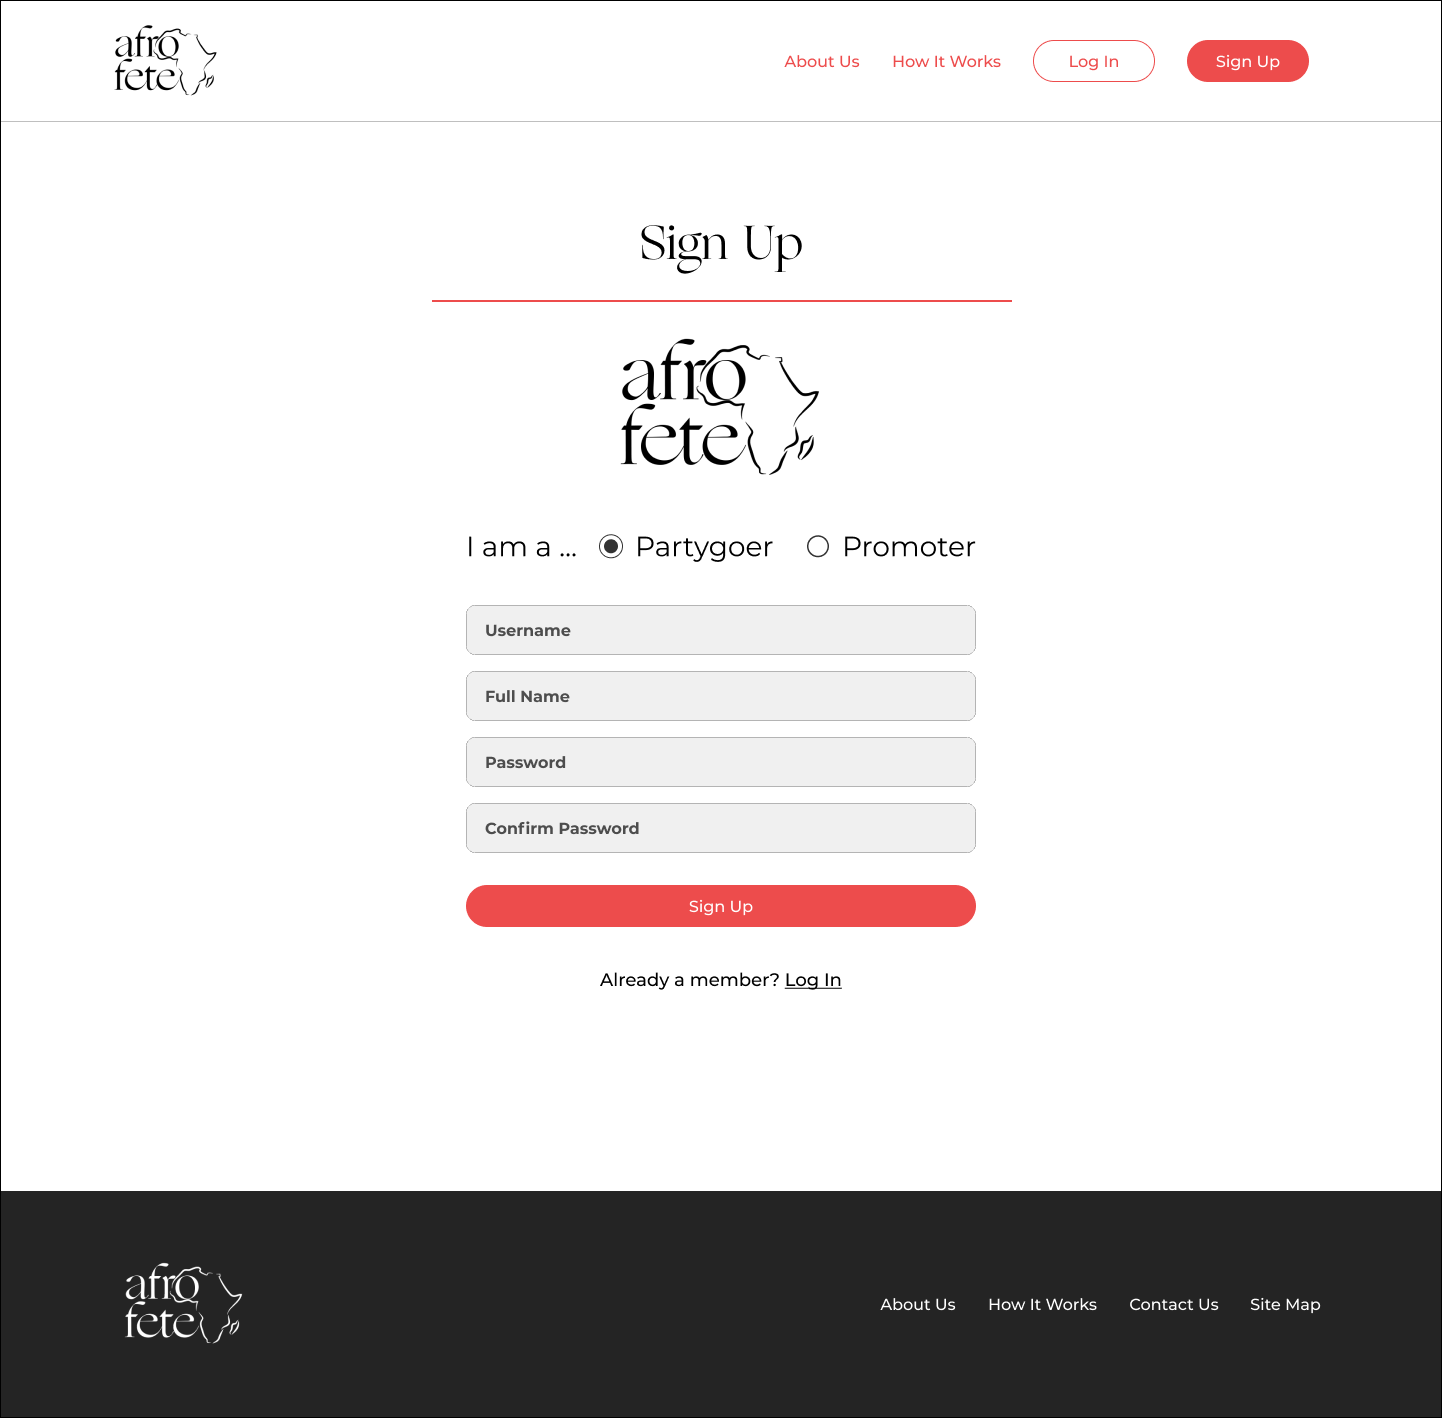 afro
fete
About Us How It Works Log In Sign Up
Sign Up
afro
fete
I am a ... Partygoer Promoter
Username
Full Name
Password
Confirm Password
Sign Up
Already a member? Log In
afro
fete
About Us How It Works Contact Us Site Map